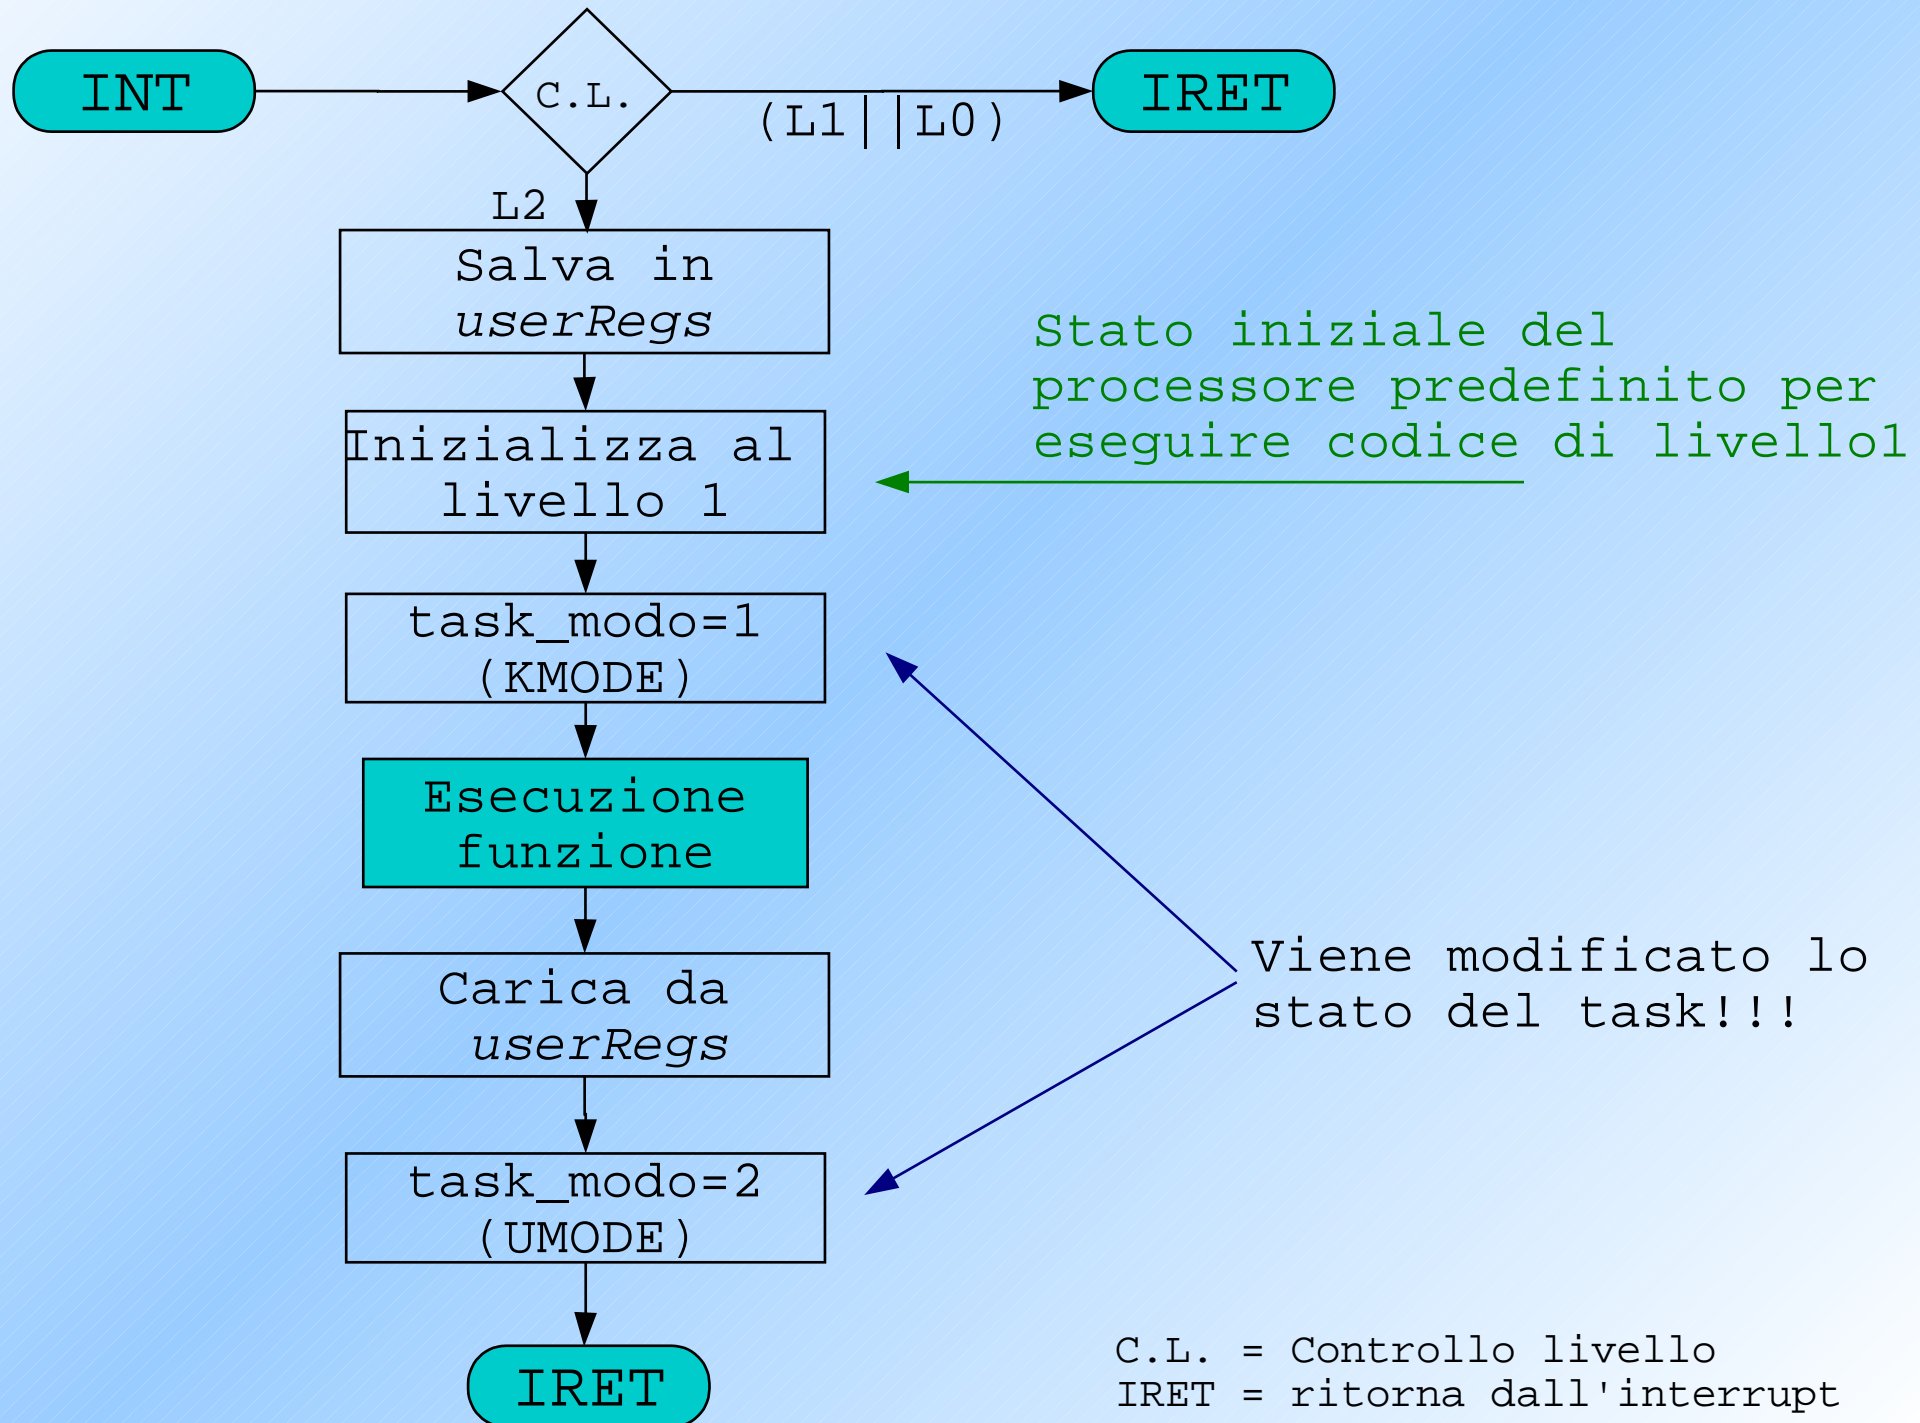 INT
C.L.
(L1||L0)
IRET
L2
Salva in
userRegs
Stato iniziale del
processore predefinito per
eseguire codice di livello1
Inizializza al
livello 1
task_modo=1
(KMODE)
Esecuzione
funzione
Viene modificato lo
stato del task!!!
Carica da
userRegs
task_modo=2
(UMODE)
IRET
C.L. = Controllo livello
IRET = ritorna dall'interrupt